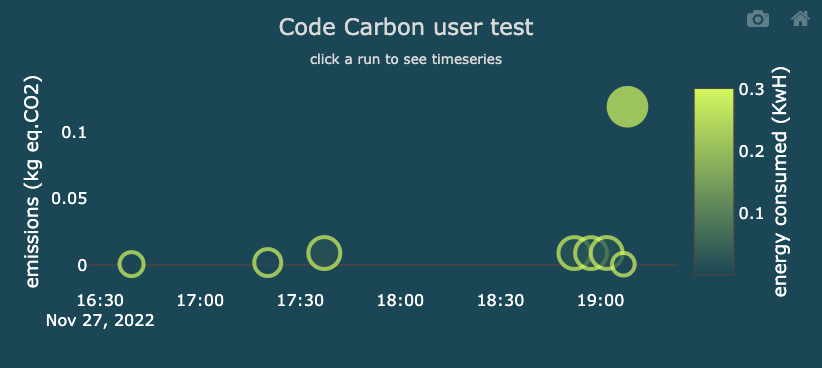 Code Carbon user test
click a run to see timeseries
emissions (kg eq.CO2)
0.1
0.05
0
16:30 17:00 17:30 18:00 18:30 19:00
Nov 27, 2022
0.3
0.2
0.1
energy consumed (KwH)